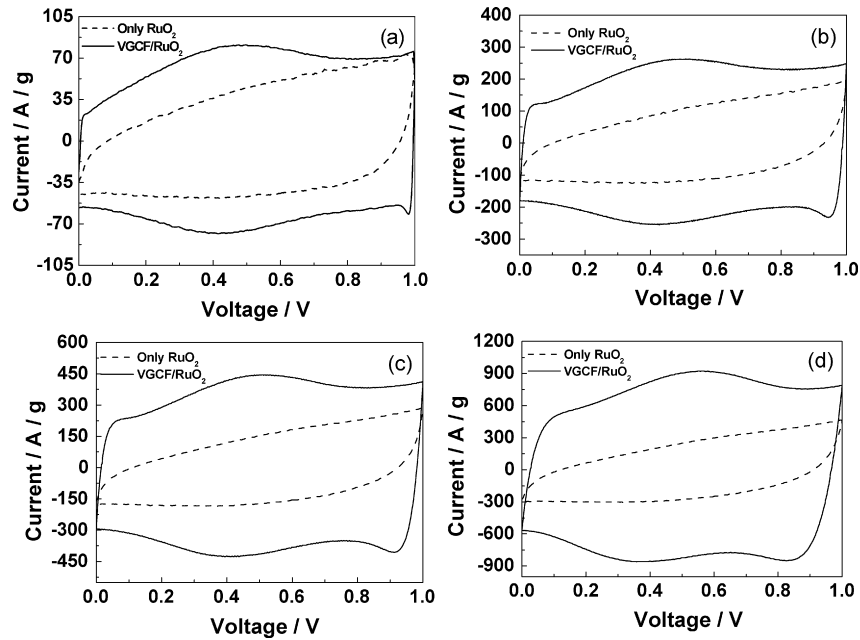 105
70
35
0
-35
-70
-105
Current / A / g
Only RuO₂
VGCF/RuO₂
(a)
0.0 0.2 0.4 0.6 0.8 1.0
Voltage / V
400
300
200
100
0
-100
-200
-300
Current / A / g
Only RuO₂
VGCF/RuO₂
(b)
0.0 0.2 0.4 0.6 0.8 1.0
Voltage / V
600
450
300
150
0
-150
-300
-450
Current / A / g
Only RuO₂
VGCF/RuO₂
(c)
0.0 0.2 0.4 0.6 0.8 1.0
Voltage / V
1200
900
600
300
0
-300
-600
-900
Current / A / g
Only RuO₂
VGCF/RuO₂
(d)
0.0 0.2 0.4 0.6 0.8 1.0
Voltage / V